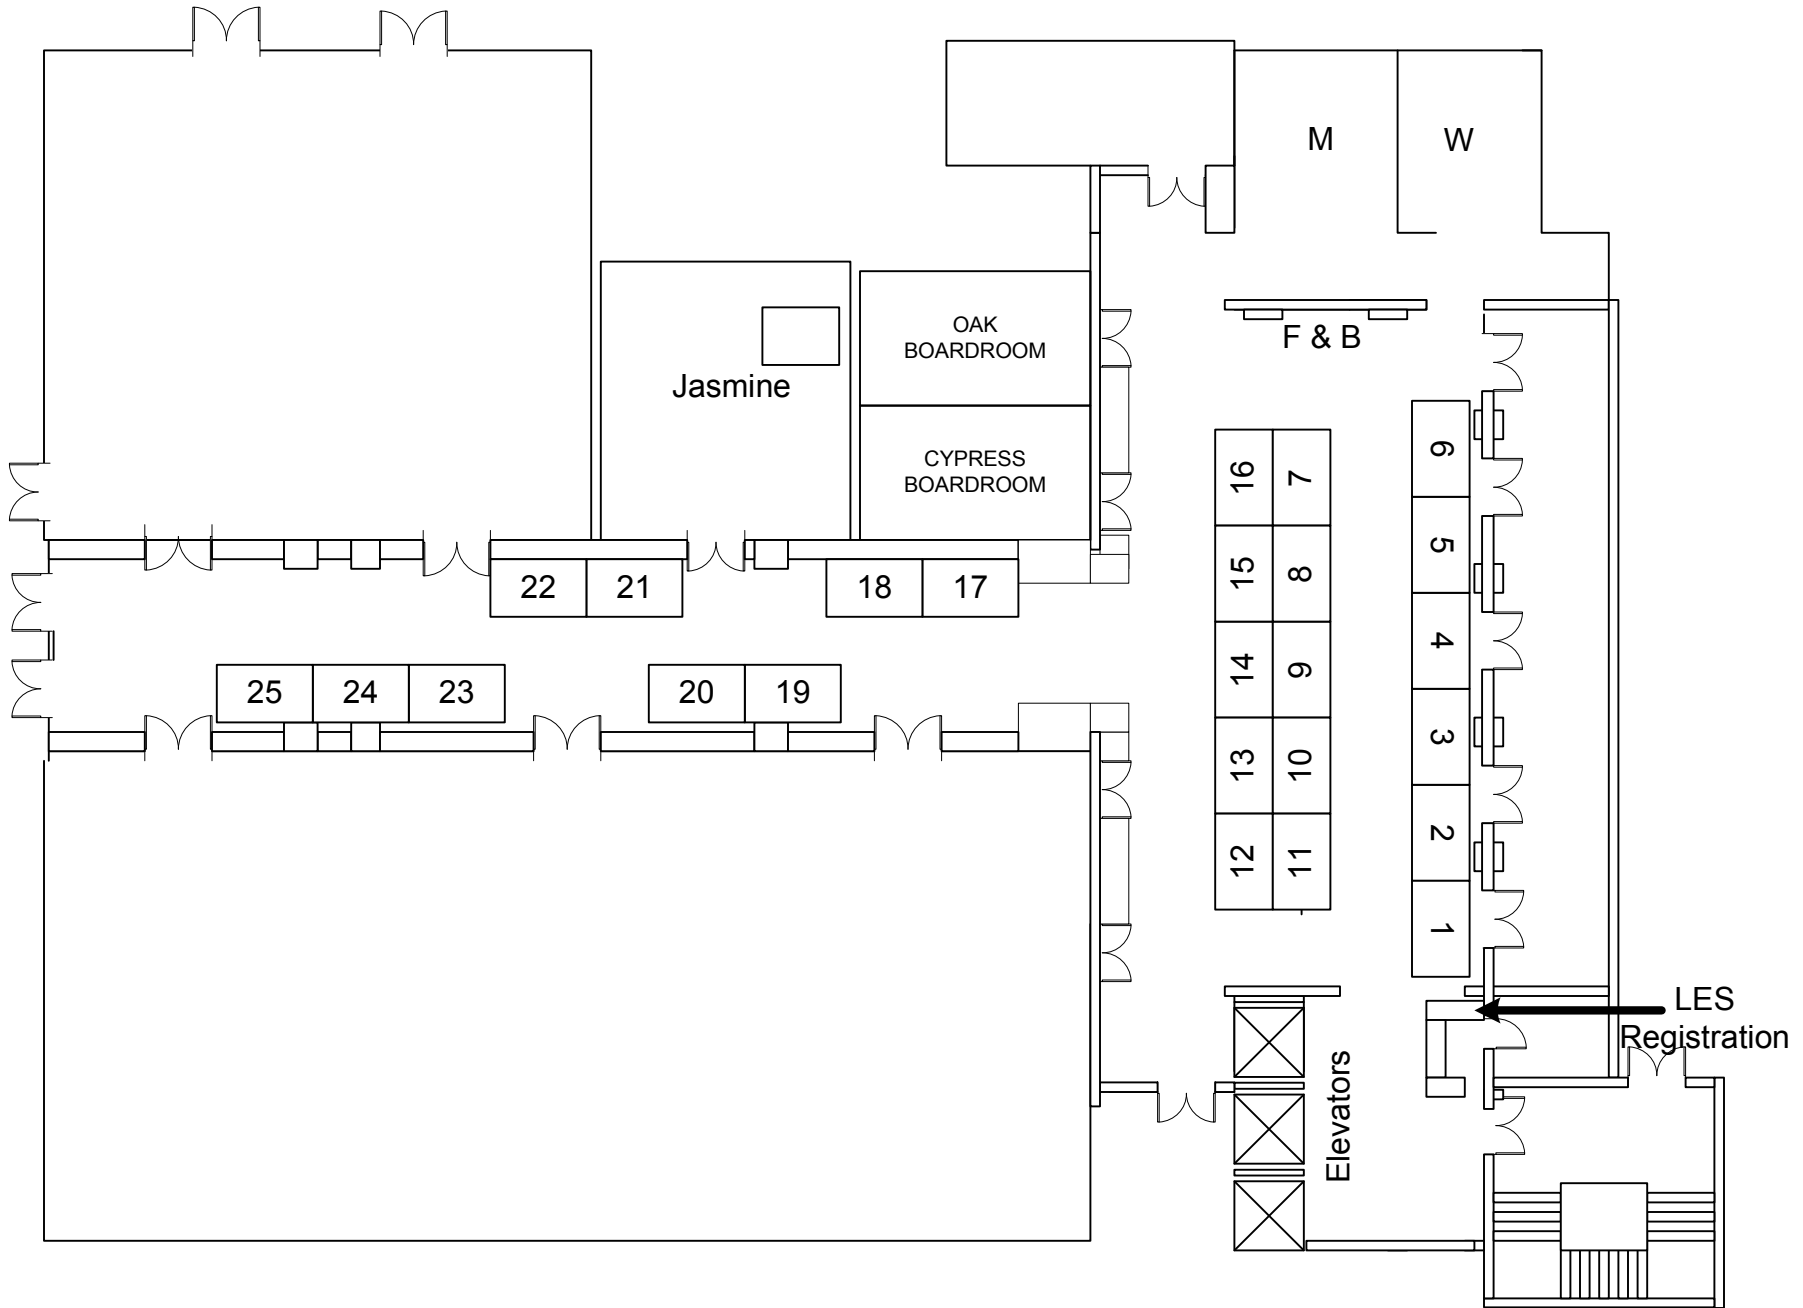 M
W
OAK
BOARDROOM
F & B
Jasmine
CYPRESS
BOARDROOM
6
16
7
5
15
8
22
21
18
17
4
14
9
25
24
23
20
19
3
13
10
2
12
11
1
LES
Registration
Elevators